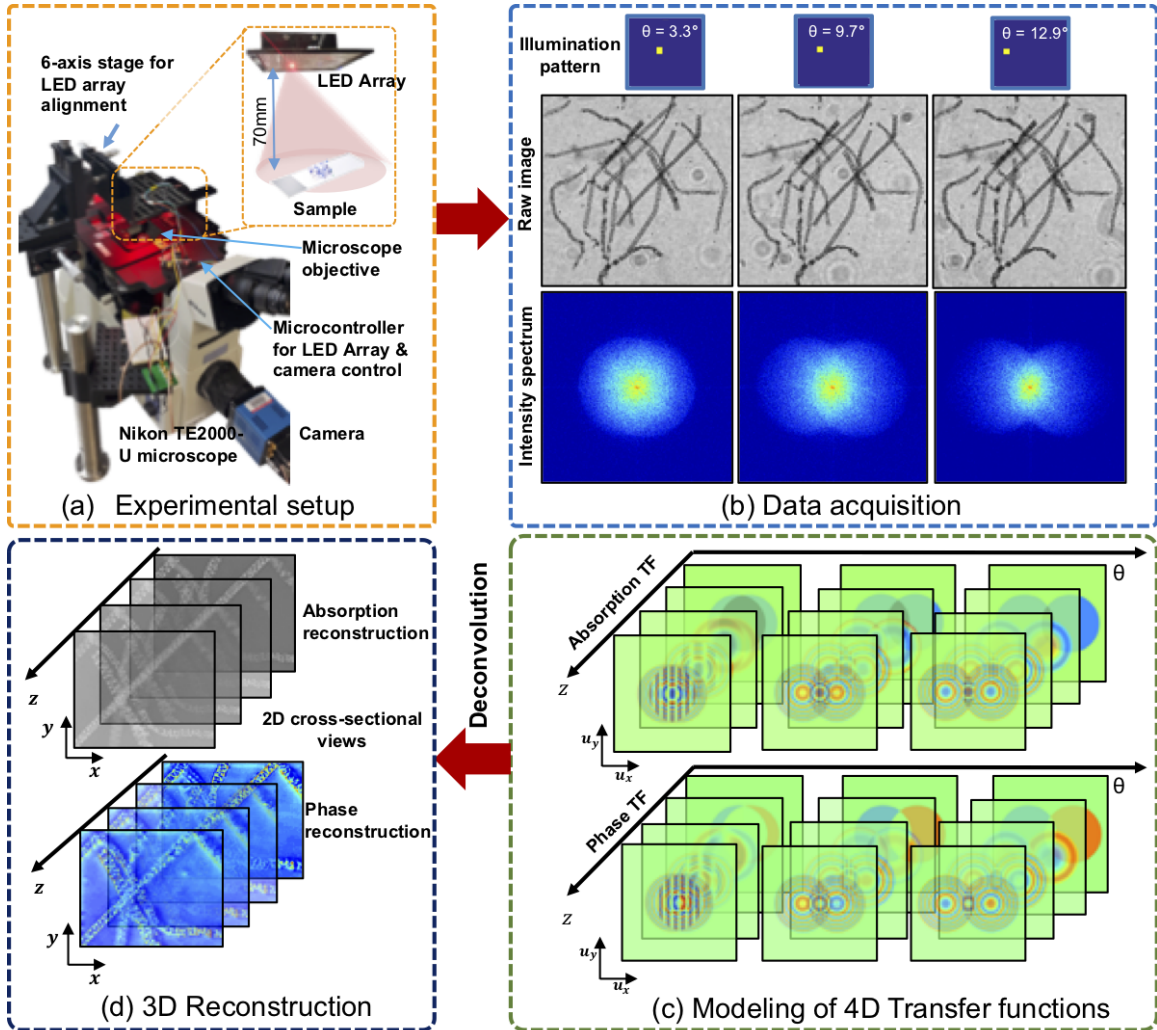 6-axis stage for
LED array
alignment
LED Array
70mm
Sample
Microscope
objective
Microcontroller
for LED Array &
camera control
Nikon TE2000-
U microscope
Camera
(a) Experimental setup
Illumination
pattern
θ = 3.3°
θ = 9.7°
θ = 12.9°
Raw image
Intensity spectrum
(b) Data acquisition
Absorption TF
θ
z
u_y
u_x
Phase TF
θ
z
u_y
u_x
(c) Modeling of 4D Transfer functions
Deconvolution
Absorption
reconstruction
z
y
x
2D cross-sectional
views
Phase
reconstruction
z
y
x
(d) 3D Reconstruction